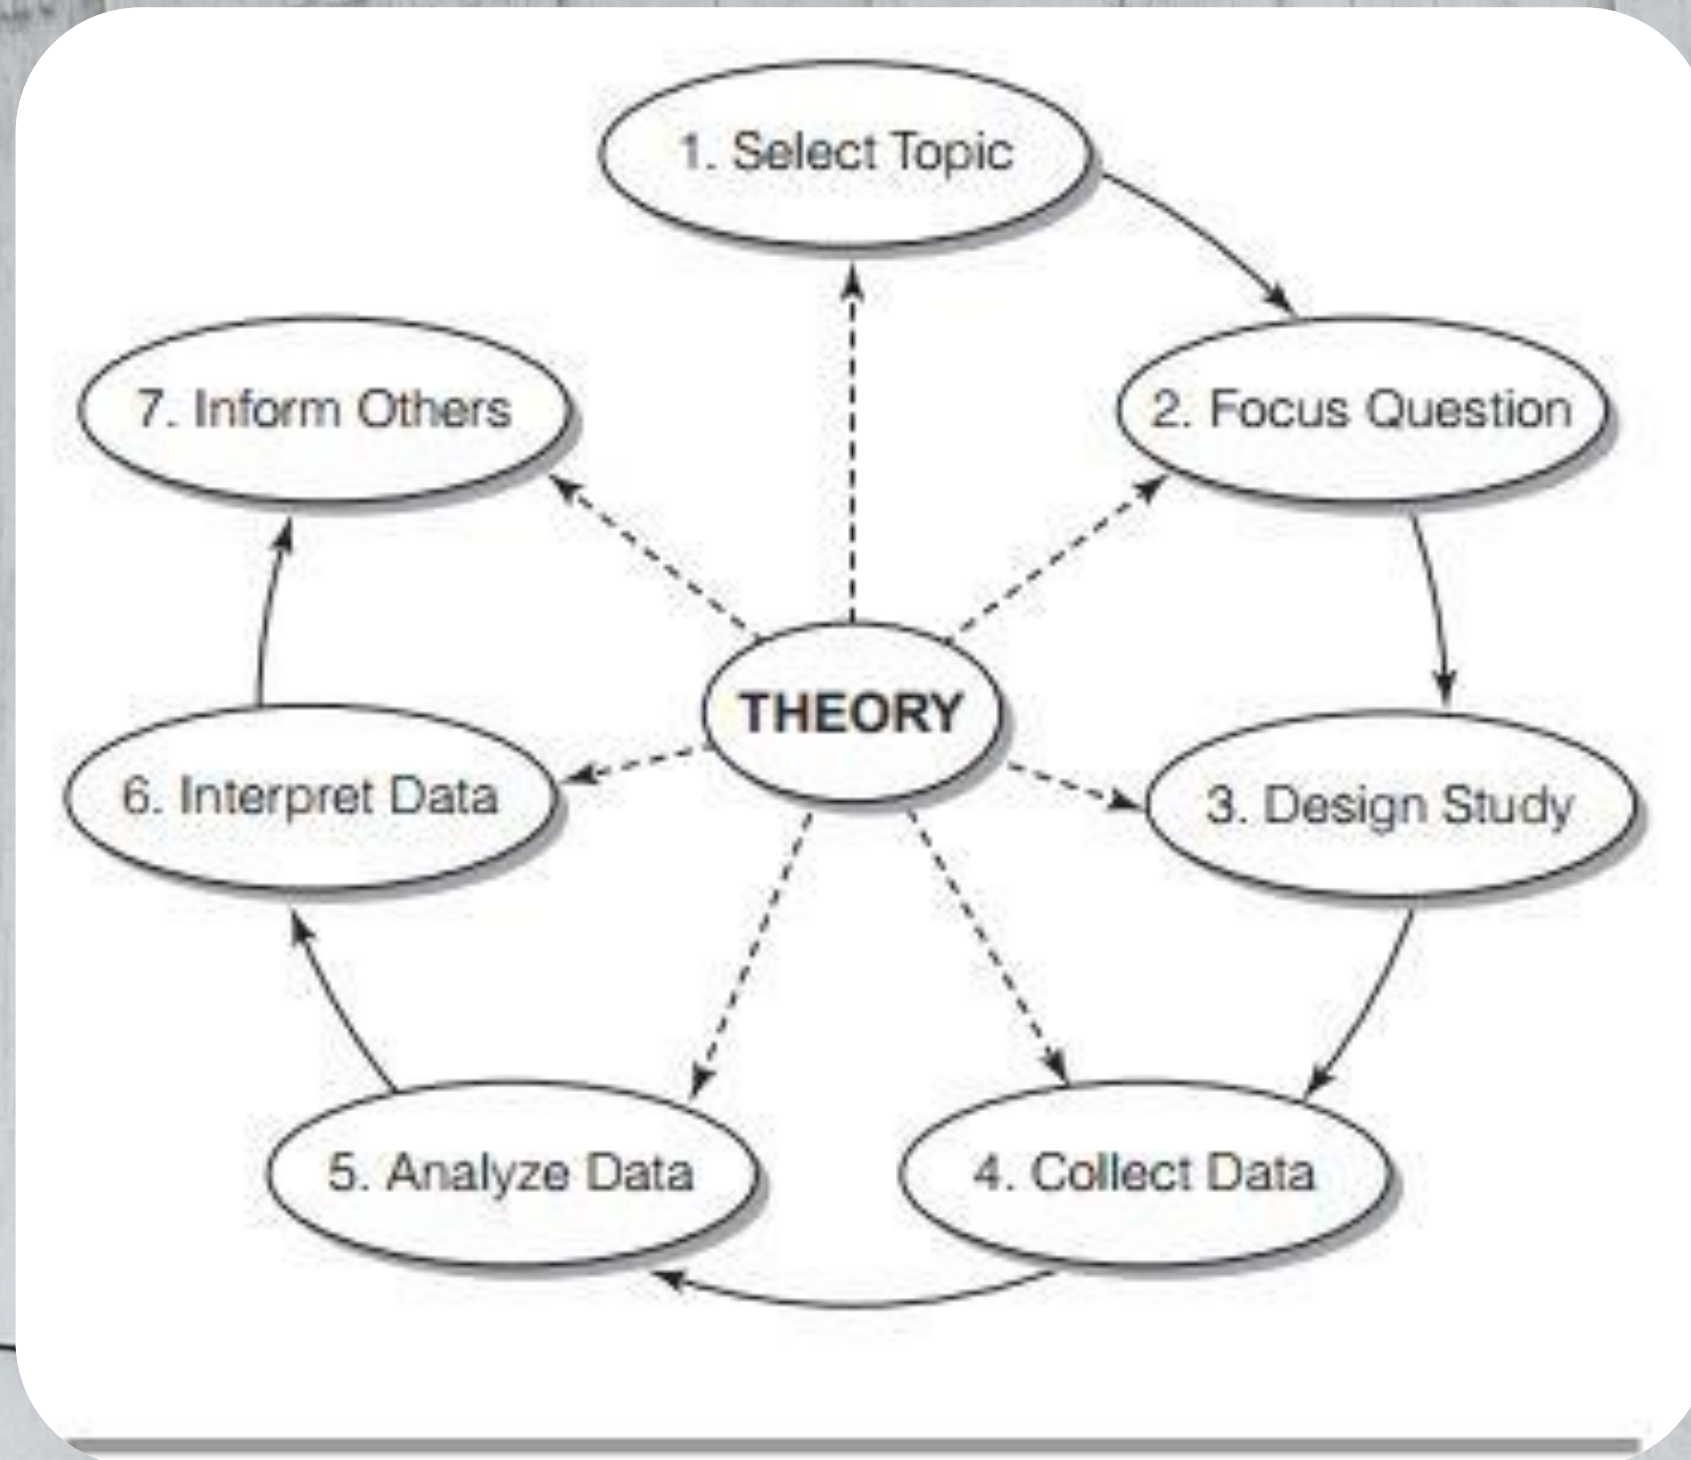 1. Select Topic
2. Focus Question
3. Design Study
4. Collect Data
5. Analyze Data
6. Interpret Data
7. Inform Others
THEORY